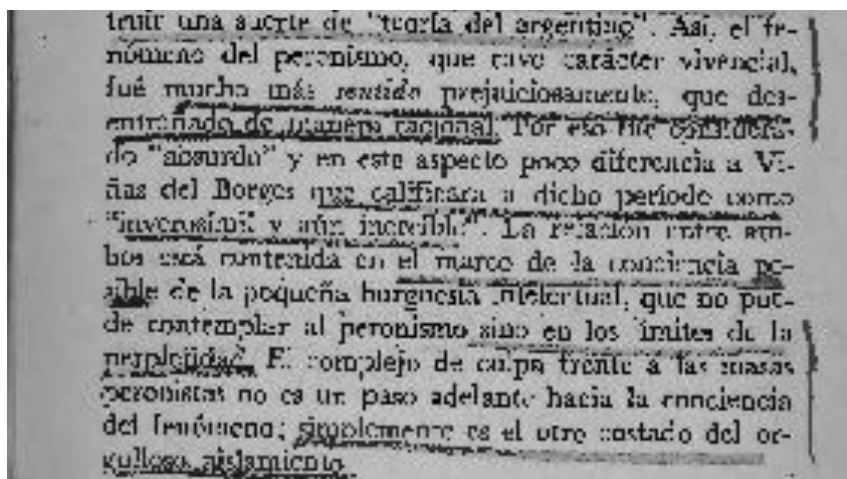 truir una suerte de "teoría del argentino". Así, el fe-
nómeno del peronismo, que tuvo carácter vivencial,
fué mucho más sentido prejuiciosamente, que des-
entrañado de manera racional. Por eso fue considera-
do "absurdo" y en este aspecto poco diferencia a Vi-
ñas del Borges que calificara a dicho período como
"inverosímil y aún increíble". La relación entre am-
bos está contenida en el marco de la conciencia po-
sible de la pequeña burguesía intelectual, que no pue-
de contemplar al peronismo sino en los límites de la
perplejidad. El complejo de culpa frente a las masas
peronistas no es un paso adelante hacia la conciencia
del fenómeno; simplemente es el otro costado del or-
gulloso aislamiento